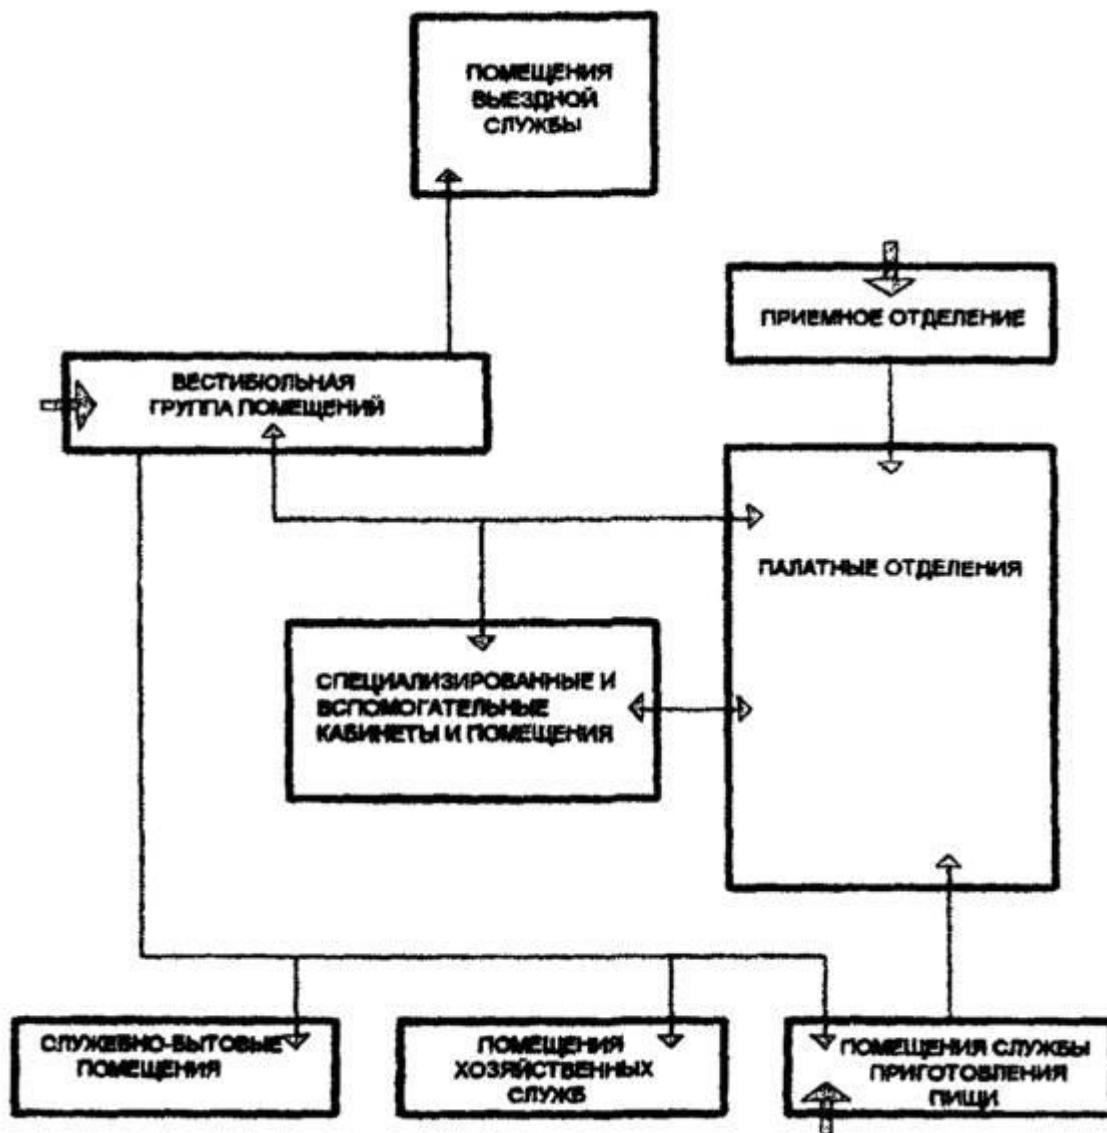 ПОМЕЩЕНИЯ
ВЫЕЗДНОЙ
СЛУЖБЫ
ПРИЕМНОЕ ОТДЕЛЕНИЕ
ВЕСТИБЮЛЬНАЯ
ГРУППА ПОМЕЩЕНИЙ
ПАЛАТНЫЕ ОТДЕЛЕНИЯ
СПЕЦИАЛИЗИРОВАННЫЕ И
ВСПОМОГАТЕЛЬНЫЕ
КАБИНЕТЫ И ПОМЕЩЕНИЯ
СЛУЖЕБНО-БЫТОВЫЕ
ПОМЕЩЕНИЯ
ПОМЕЩЕНИЯ
ХОЗЯЙСТВЕННЫХ
СЛУЖБ
ПОМЕЩЕНИЯ СЛУЖБЫ
ПРИГОТОВЛЕНИЯ
ПИЩИ